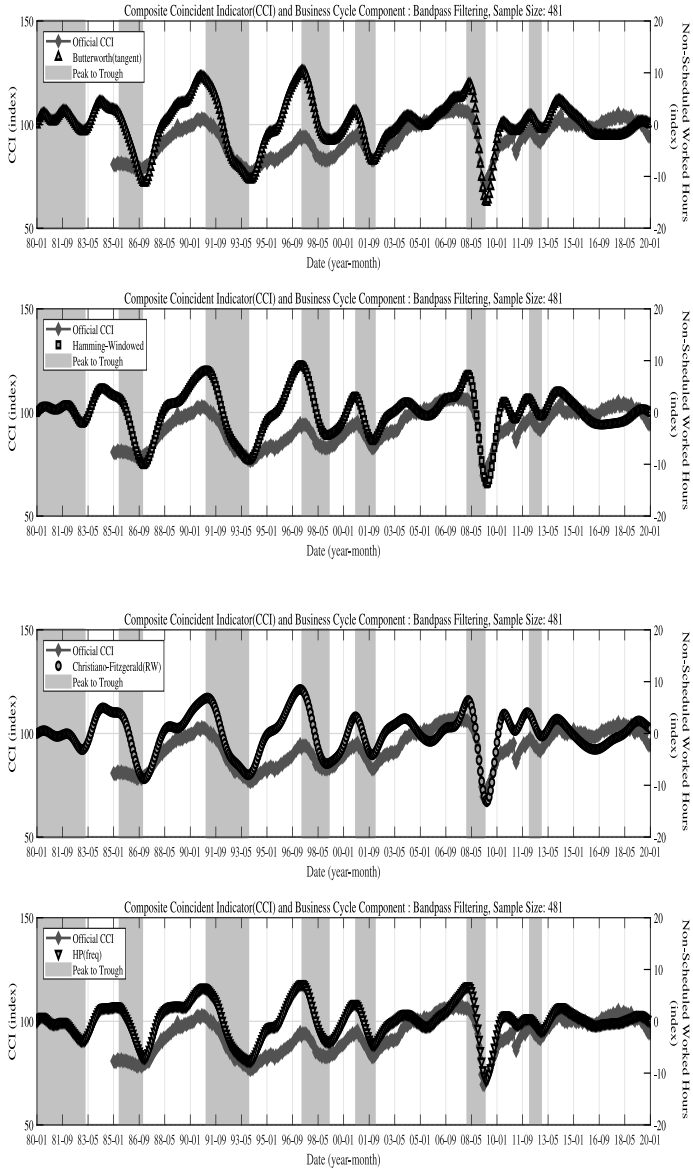 Composite Coincident Indicator(CCI) and Business Cycle Component : Bandpass Filtering, Sample Size: 481
Official CCI
Butterworth(tangent)
Peak to Trough
CCI (index)
150
100
50
20
10
0
-10
-20
Non-Scheduled Worked Hours
(index)
80-01 81-09 83-05 85-01 86-09 88-05 90-01 91-09 93-05 95-01 96-09 98-05 00-01 01-09 03-05 05-01 06-09 08-05 10-01 11-09 13-05 15-01 16-09 18-05 20-01
Date (year-month)
Composite Coincident Indicator(CCI) and Business Cycle Component : Bandpass Filtering, Sample Size: 481
Official CCI
Hamming-Windowed
Peak to Trough
CCI (index)
150
100
50
20
10
0
-10
-20
Non-Scheduled Worked Hours
(index)
80-01 81-09 83-05 85-01 86-09 88-05 90-01 91-09 93-05 95-01 96-09 98-05 00-01 01-09 03-05 05-01 06-09 08-05 10-01 11-09 13-05 15-01 16-09 18-05 20-01
Date (year-month)
Composite Coincident Indicator(CCI) and Business Cycle Component : Bandpass Filtering, Sample Size: 481
Official CCI
Christiano-Fitzgerald(RW)
Peak to Trough
CCI (index)
150
100
50
20
10
0
-10
-20
Non-Scheduled Worked Hours
(index)
80-01 81-09 83-05 85-01 86-09 88-05 90-01 91-09 93-05 95-01 96-09 98-05 00-01 01-09 03-05 05-01 06-09 08-05 10-01 11-09 13-05 15-01 16-09 18-05 20-01
Date (year-month)
Composite Coincident Indicator(CCI) and Business Cycle Component : Bandpass Filtering, Sample Size: 481
Official CCI
HP(freq)
Peak to Trough
CCI (index)
150
100
50
20
10
0
-10
-20
Non-Scheduled Worked Hours
(index)
80-01 81-09 83-05 85-01 86-09 88-05 90-01 91-09 93-05 95-01 96-09 98-05 00-01 01-09 03-05 05-01 06-09 08-05 10-01 11-09 13-05 15-01 16-09 18-05 20-01
Date (year-month)